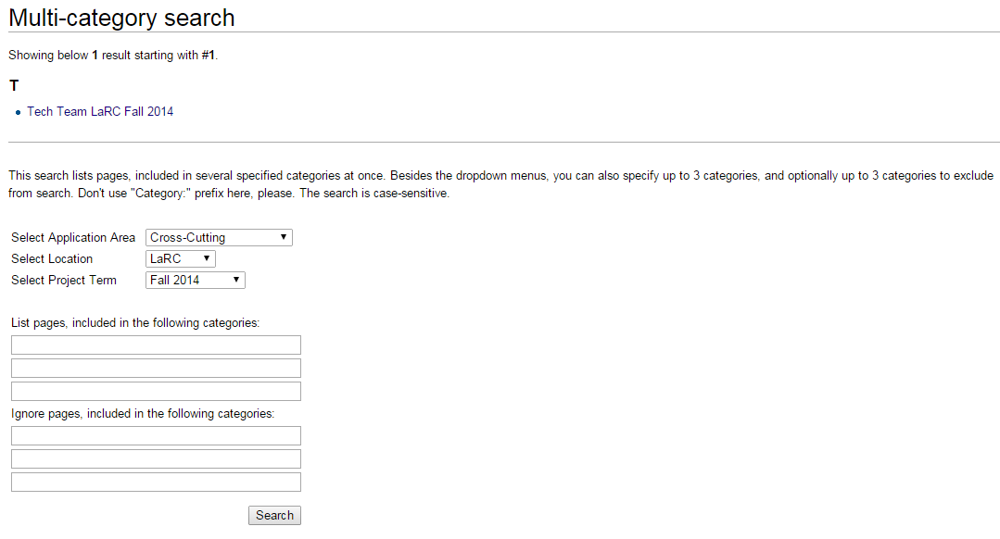 Multi-category search
Showing below 1 result starting with #1.
T
Tech Team LaRC Fall 2014
This search lists pages, included in several specified categories at once. Besides the dropdown menus, you can also specify up to 3 categories, and optionally up to 3 categories to exclude
from search. Don't use "Category:" prefix here, please. The search is case-sensitive.
Select Application Area Cross-Cutting
Select Location LaRC
Select Project Term Fall 2014
List pages, included in the following categories:
Ignore pages, included in the following categories:
Search